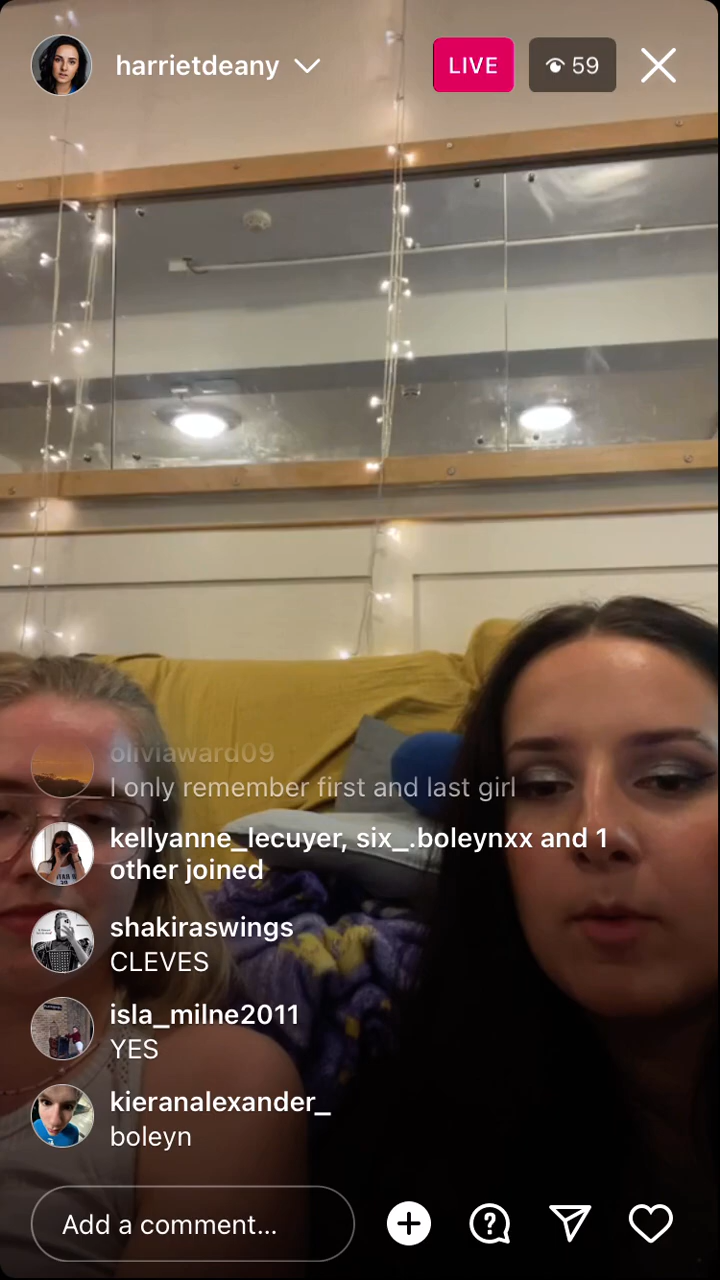 harrietdeany
LIVE
59
oliviaward09
I only remember first and last girl
kellyanne_lecuyer, six_.boleynxx and 1
other joined
shakiraswings
CLEVES
isla_milne2011
YES
kieranalexander_
boleyn
Add a comment...